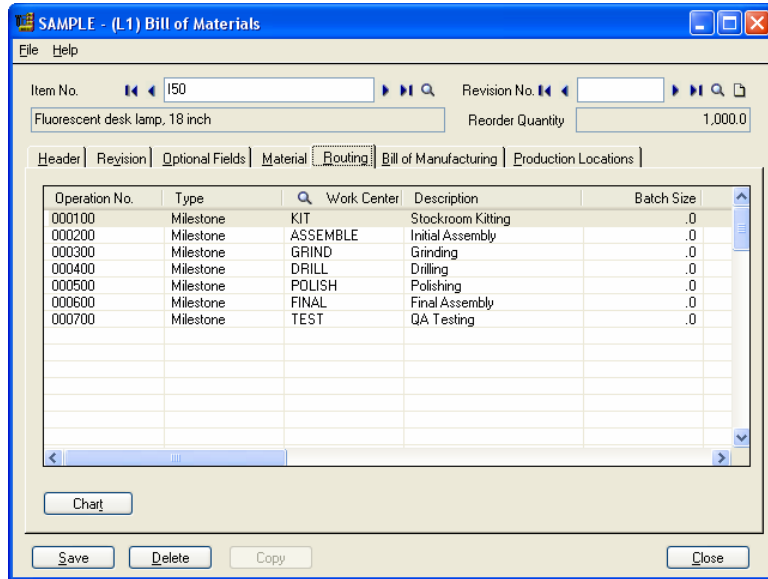 SAMPLE - (L1) Bill of Materials
File Help
Item No. I50 Revision No.
Fluorescent desk lamp, 18 inch Reorder Quantity 1,000.0
Header Revision Optional Fields Material Routing Bill of Manufacturing Production Locations
Operation No. Type Work Center Description Batch Size
000100 Milestone KIT Stockroom Kitting .0
000200 Milestone ASSEMBLE Initial Assembly .0
000300 Milestone GRIND Grinding .0
000400 Milestone DRILL Drilling .0
000500 Milestone POLISH Polishing .0
000600 Milestone FINAL Final Assembly .0
000700 Milestone TEST QA Testing .0
Chart
Save Delete Copy Close